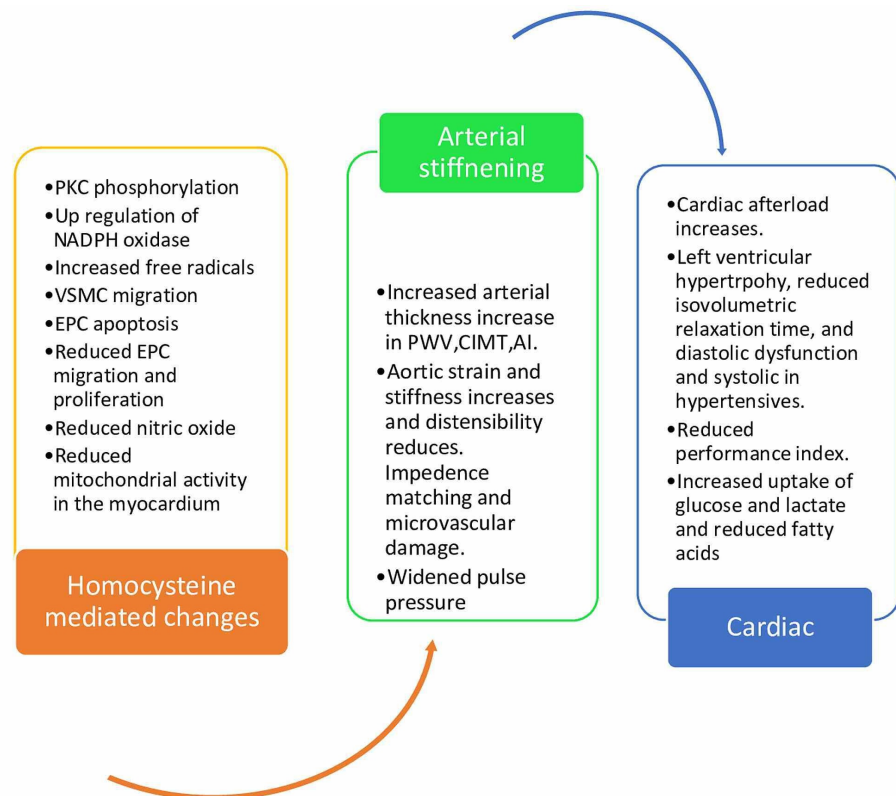 •PKC phosphorylation
•Up regulation of
NADPH oxidase
•Increased free radicals
•VSMC migration
•EPC apoptosis
•Reduced EPC
migration and
proliferation
•Reduced nitric oxide
•Reduced
mitochondrial activity
in the myocardium
Homocysteine
mediated changes
Arterial
stiffnening
•Increased arterial
thickness increase
in PWV,CIMT,AI.
•Aortic strain and
stiffness increases
and distensibility
reduces.
Impedence
matching and
microvascular
damage.
•Widened pulse
pressure
•Cardiac afterload
increases.
•Left ventricular
hypertrpohy, reduced
isovolumetric
relaxation time, and
diastolic dysfunction
and systolic in
hypertensives.
•Reduced
performance index.
•Increased uptake of
glucose and lactate
and reduced fatty
acids
Cardiac